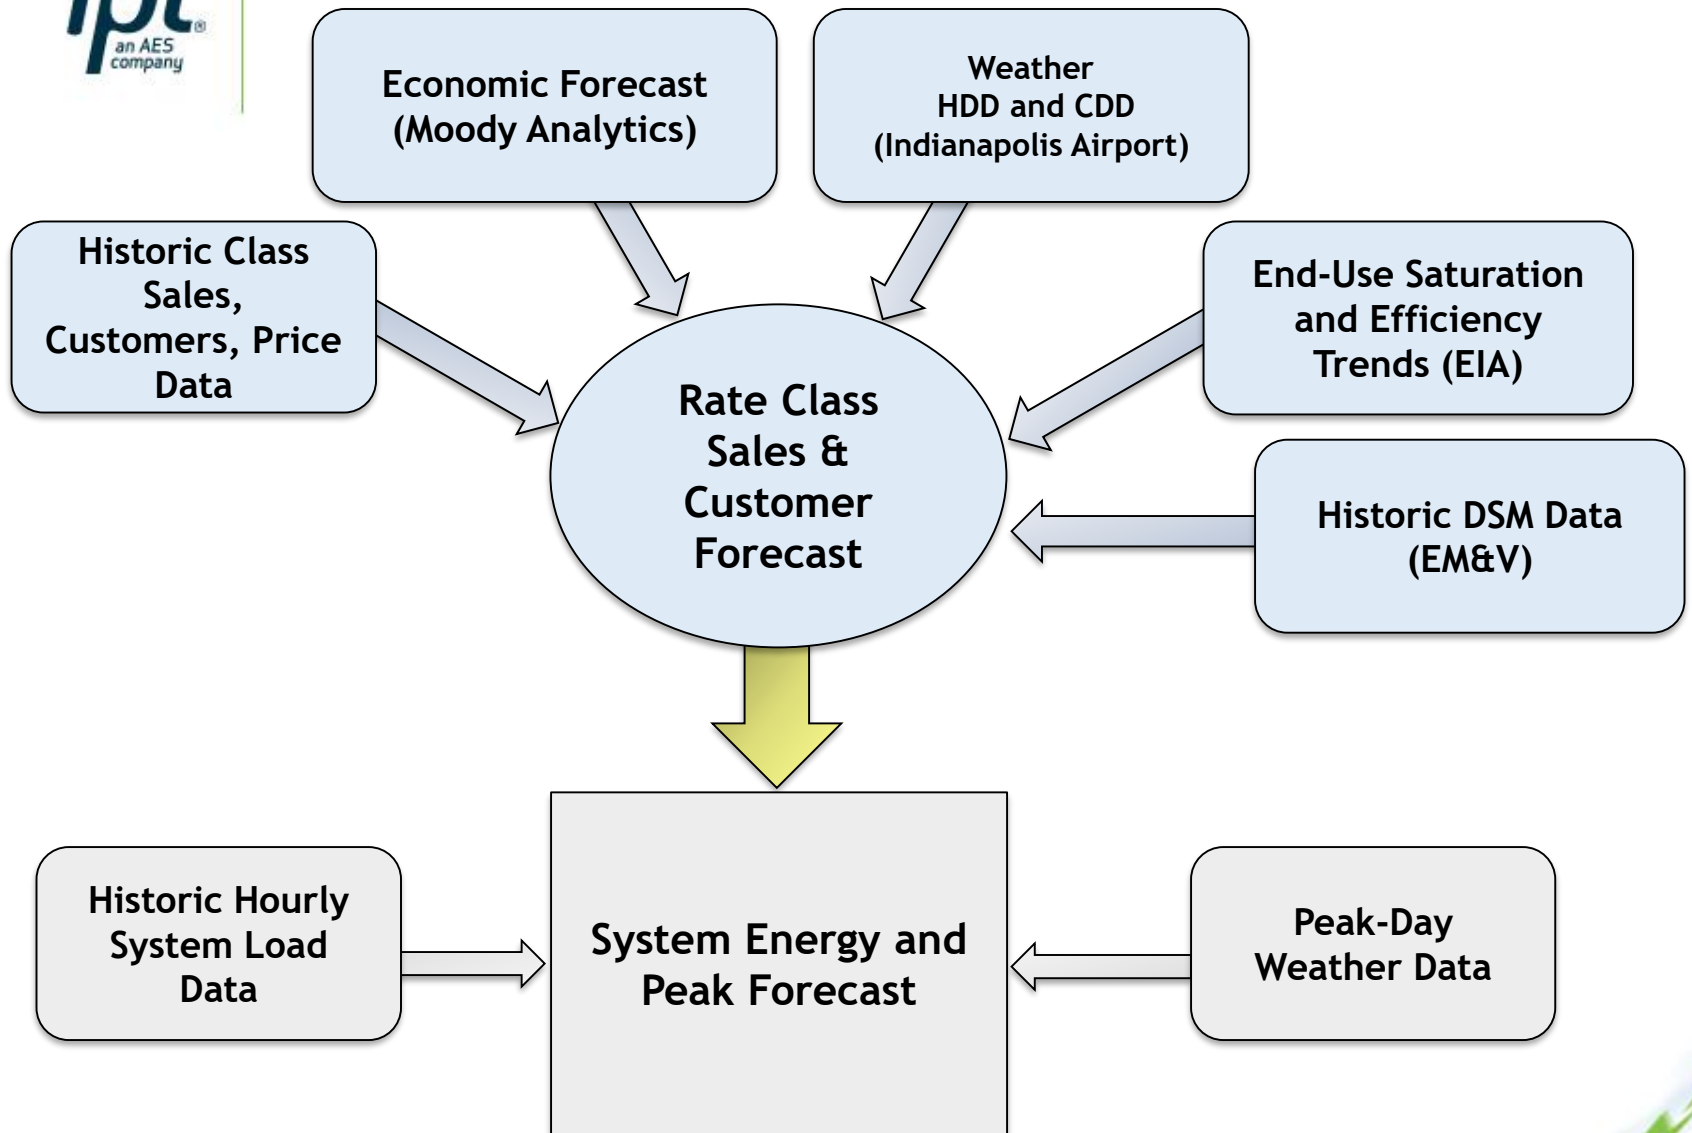 ipl®
an AES
company
Economic Forecast
(Moody Analytics)
Weather
HDD and CDD
(Indianapolis Airport)
Historic Class
Sales,
Customers, Price
Data
End-Use Saturation
and Efficiency
Trends (EIA)
Rate Class
Sales &
Customer
Forecast
Historic DSM Data
(EM&V)
Historic Hourly
System Load
Data
System Energy and
Peak Forecast
Peak-Day
Weather Data